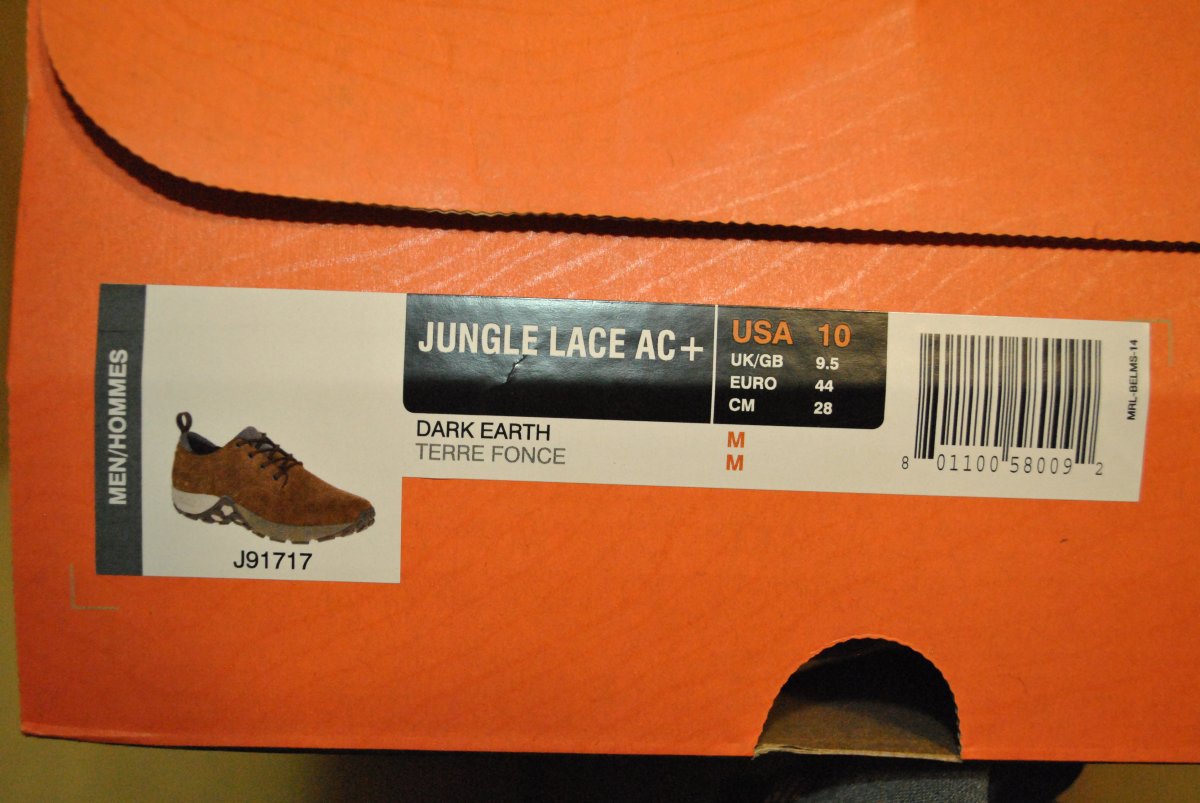 MEN/HOMMES
J91717
JUNGLE LACE AC+
DARK EARTH
TERRE FONCE
USA 10
UK/GB 9.5
EURO 44
CM 28
M
M
8 01100 58009 2
MRL-BELMS-14